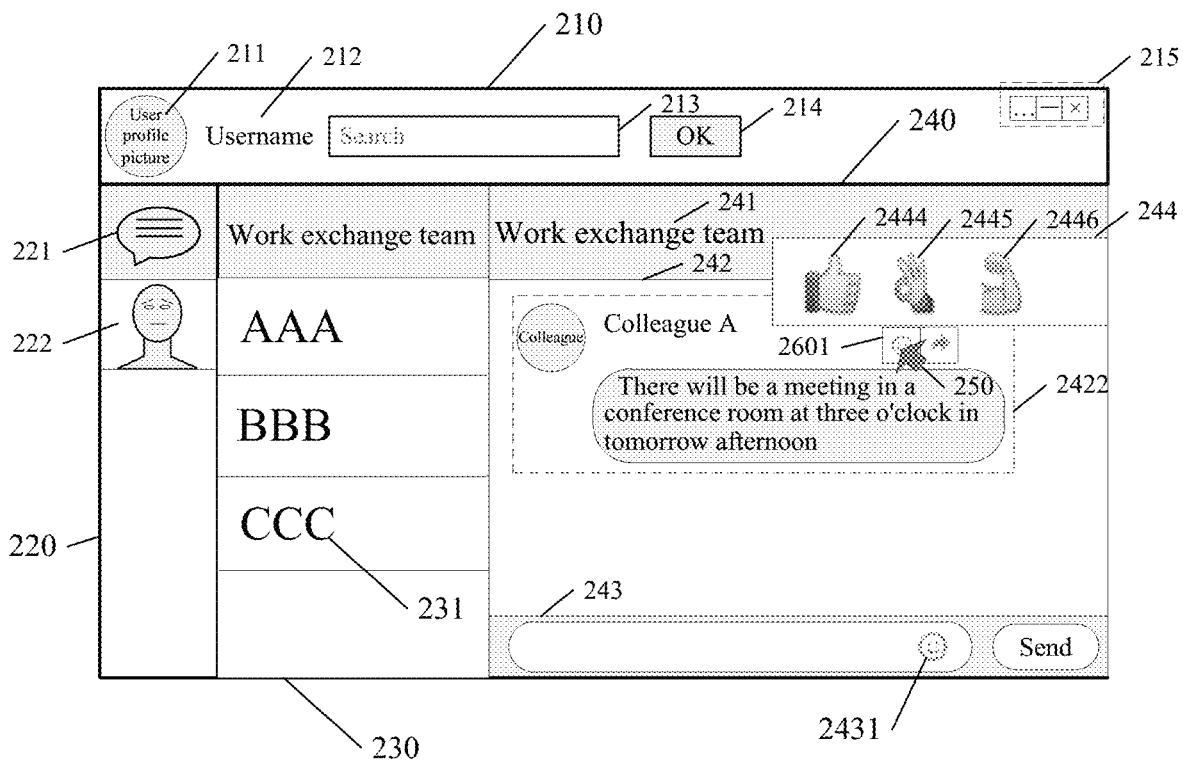 210
211
212
215
User
profile
picture
Username
Search
213
OK
214
...
240
221
Work exchange team
241
Work exchange team
2444
2445
2446
244
242
222
AAA
Colleague
Colleague A
2601
250
2422
There will be a meeting in a
conference room at three o'clock in
tomorrow afternoon
BBB
CCC
220
231
243
Send
230
2431